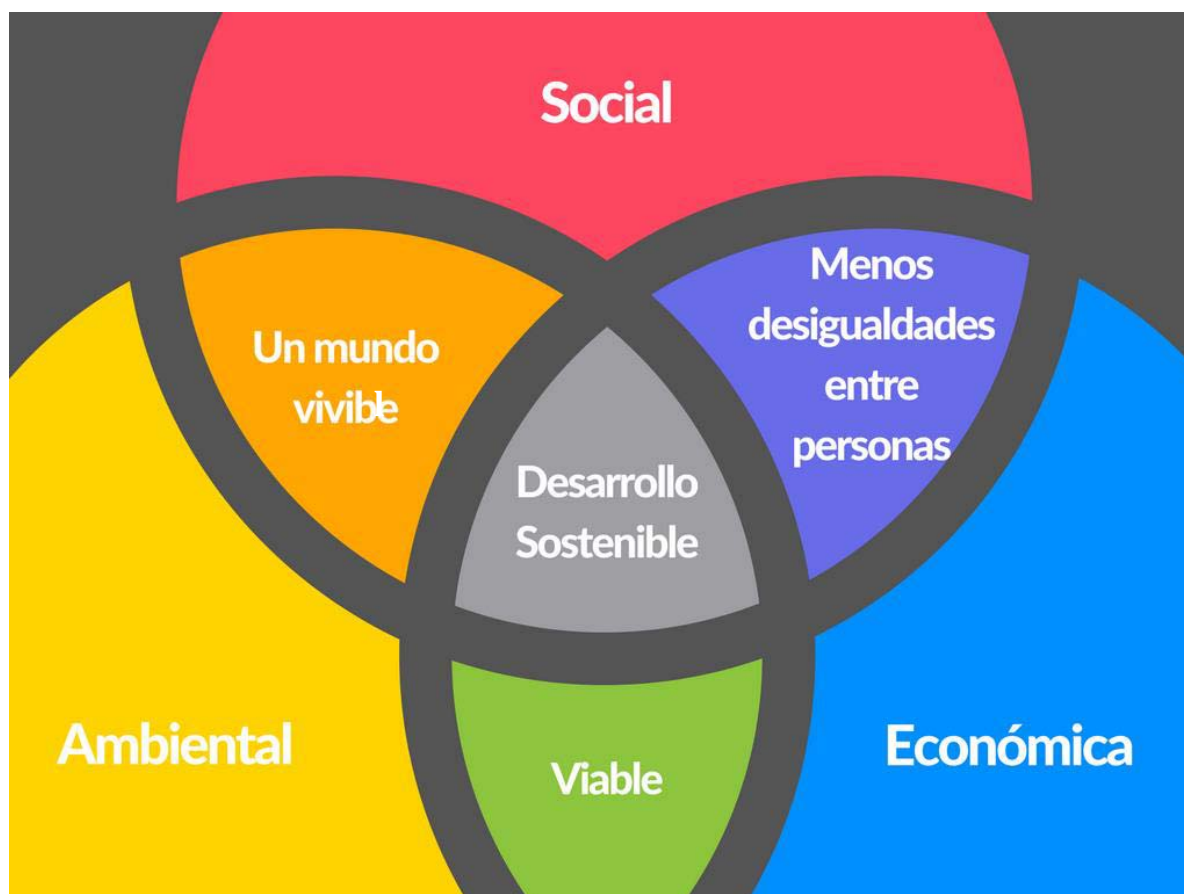 Social
Un mundo
vivible
Menos
desigualdades
entre
personas
Desarrollo
Sostenible
Ambiental
Económica
Viable